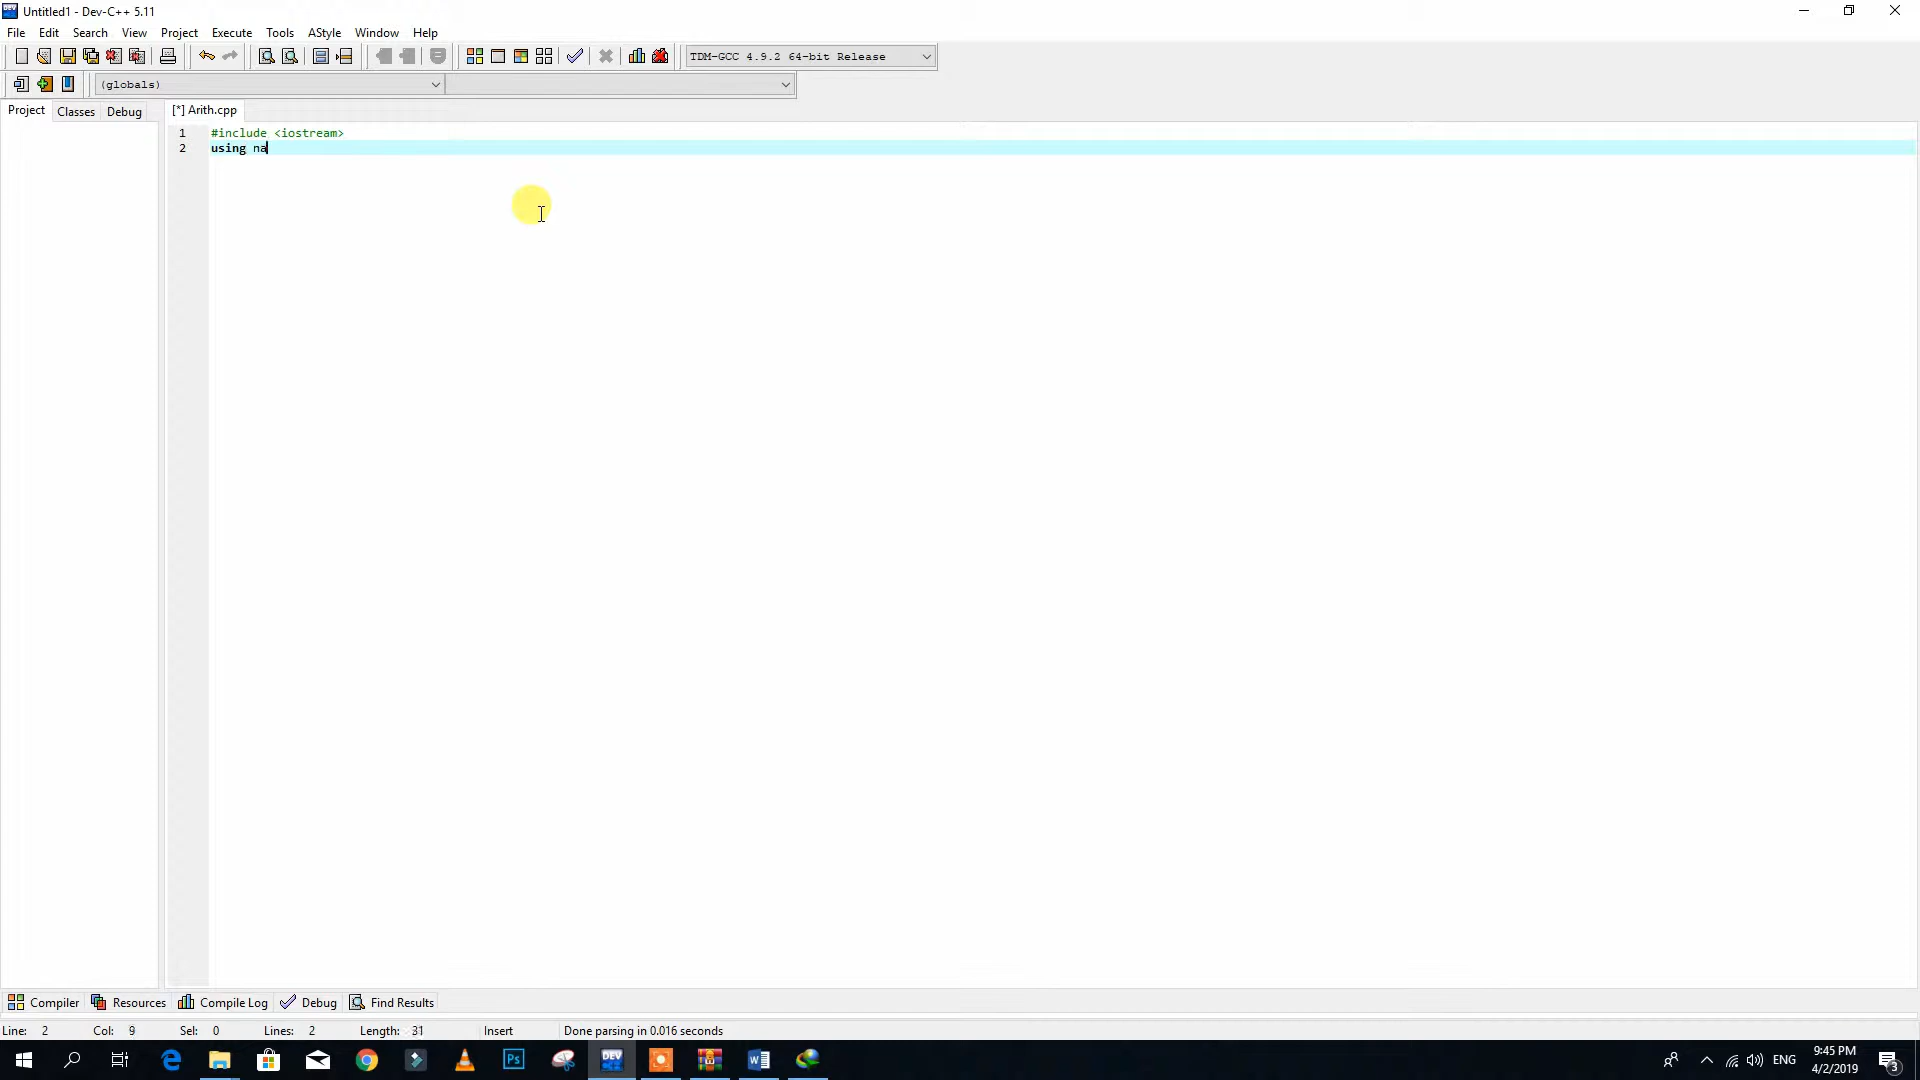 Untitled1 - Dev-C++ 5.11
File Edit Search View Project Execute Tools AStyle Window Help
TDM-GCC 4.9.2 64-bit Release
(globals)
Project Classes Debug [*] Arith.cpp
1 #include <iostream>
2 using na
Compiler Resources Compile Log Debug Find Results
Line: 2 Col: 9 Sel: 0 Lines: 2 Length: 31 Insert Done parsing in 0.016 seconds
DEV Ps W ENG 9:45 PM
4/2/2019 3